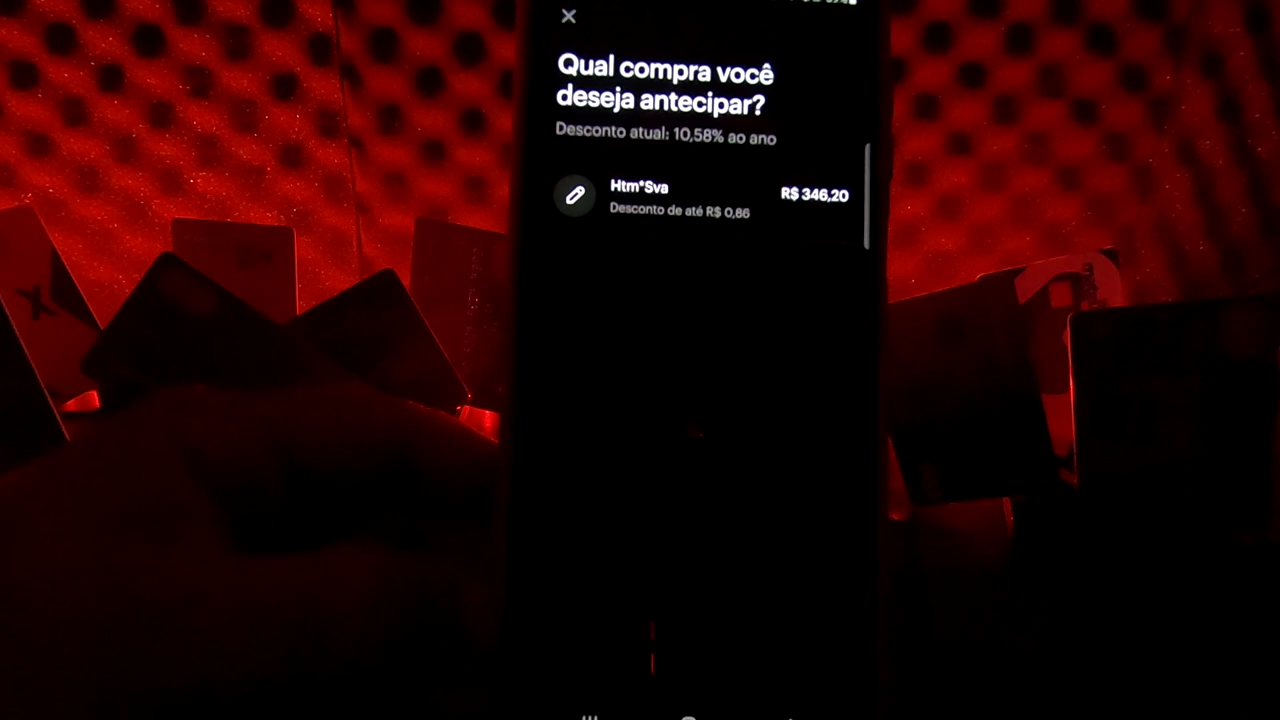 Qual compra você
deseja antecipar?
Desconto atual: 10,58% ao ano
Htm*Sva
R$ 346,20
Desconto de até R$ 0,86